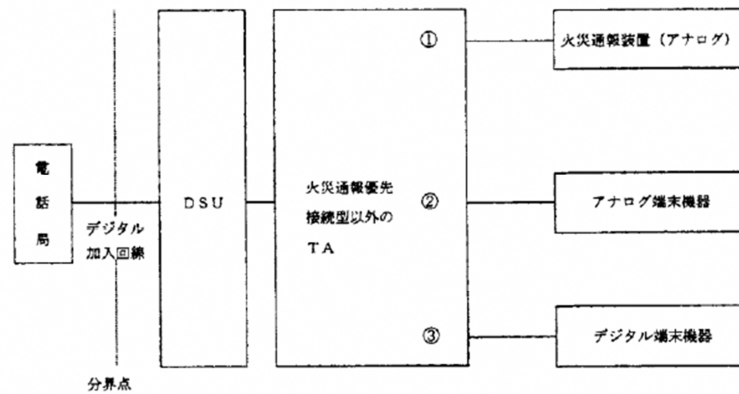 電話局
デジタル
加入回線
分界点
DSU
火災通報優先
接続型以外の
TA
①
②
③
火災通報装置（アナログ）
アナログ端末機器
デジタル端末機器